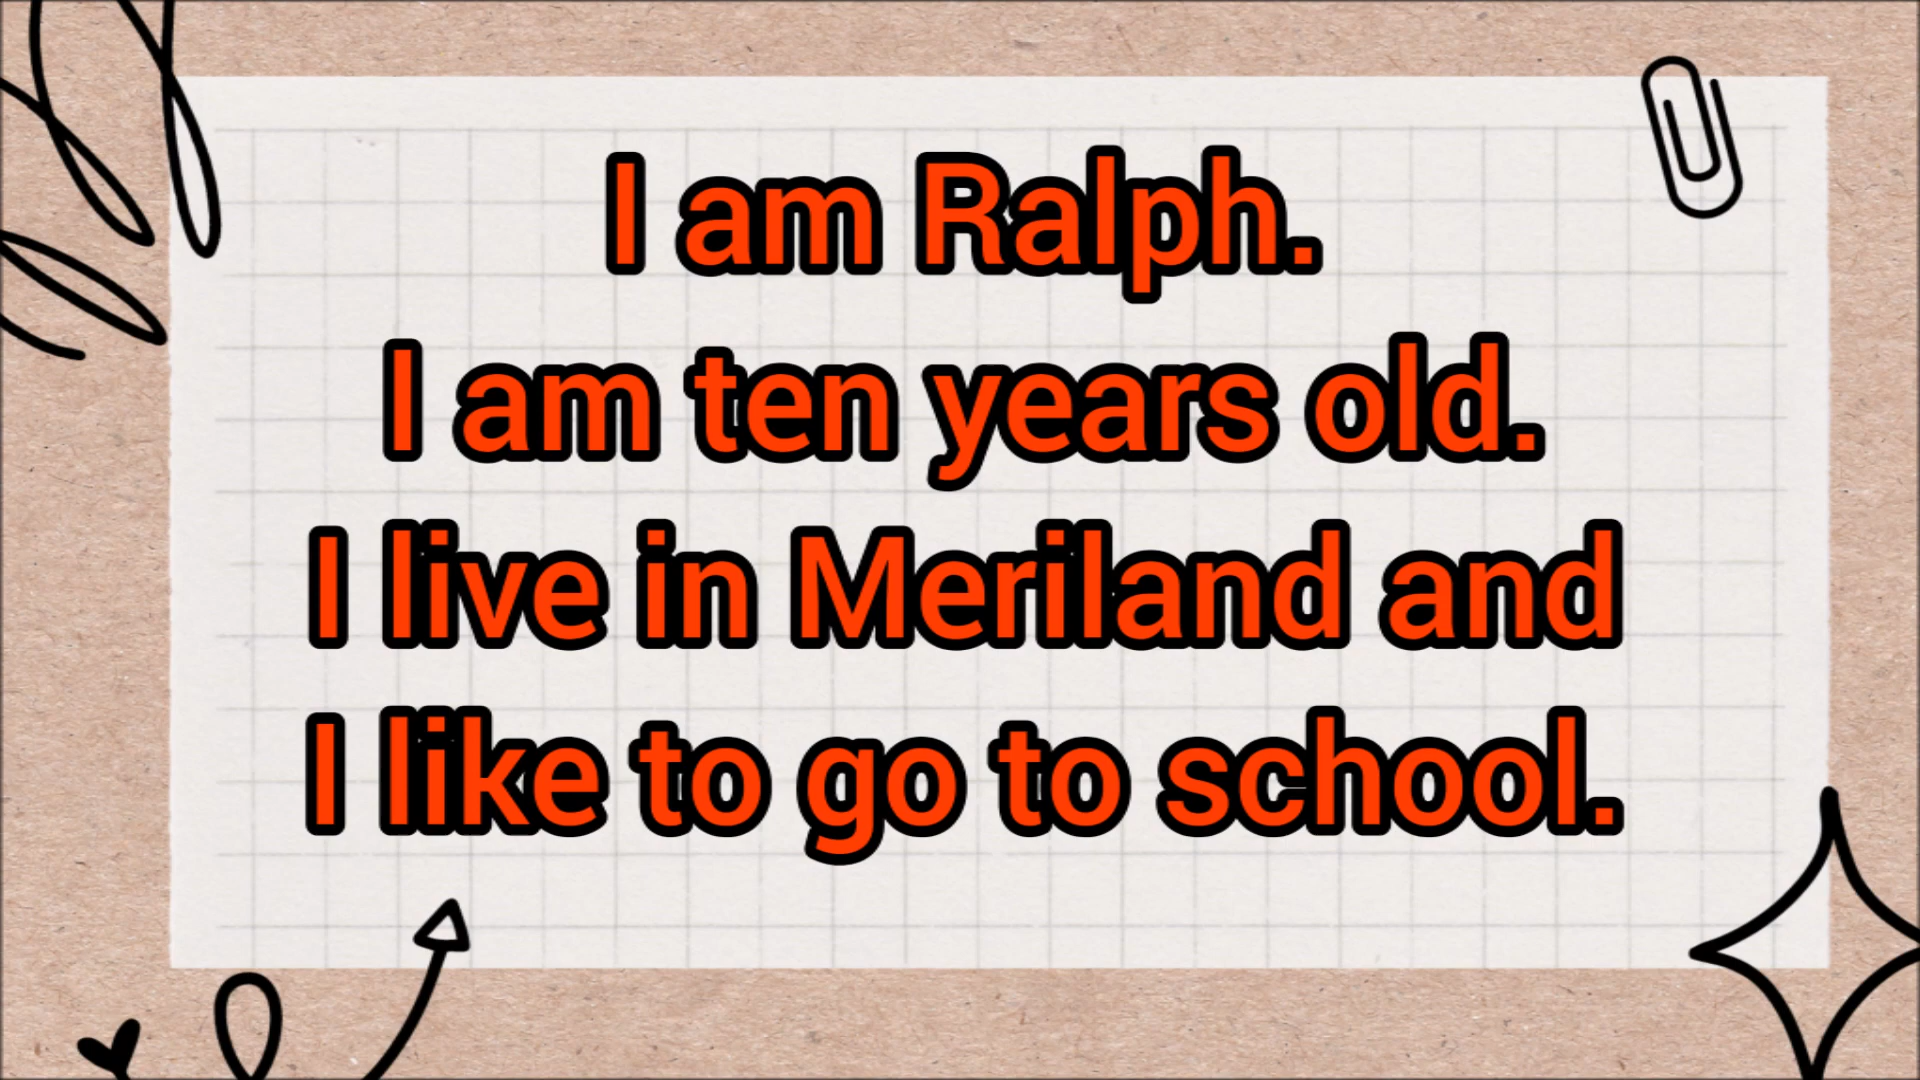 I am Ralph.
I am ten years old.
I live in Meriland and
I like to go to school.